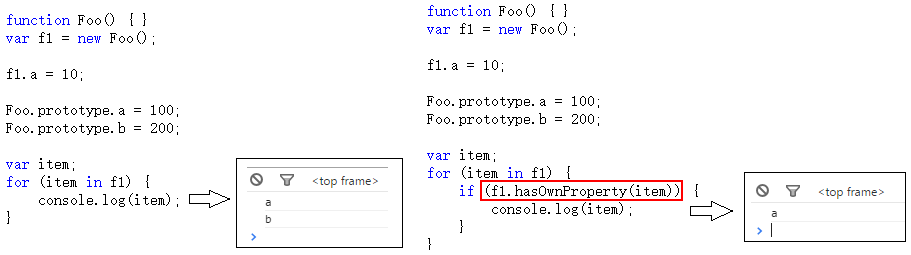 function Foo() { }
var f1 = new Foo();
f1.a = 10;
Foo.prototype.a = 100;
Foo.prototype.b = 200;
var item;
for (item in f1) {
console.log(item);
}
<top frame>
a
b
>
function Foo() { }
var f1 = new Foo();
f1.a = 10;
Foo.prototype.a = 100;
Foo.prototype.b = 200;
var item;
for (item in f1) {
if (f1.hasOwnProperty(item)) {
console.log(item);
}
}
<top frame>
a
>